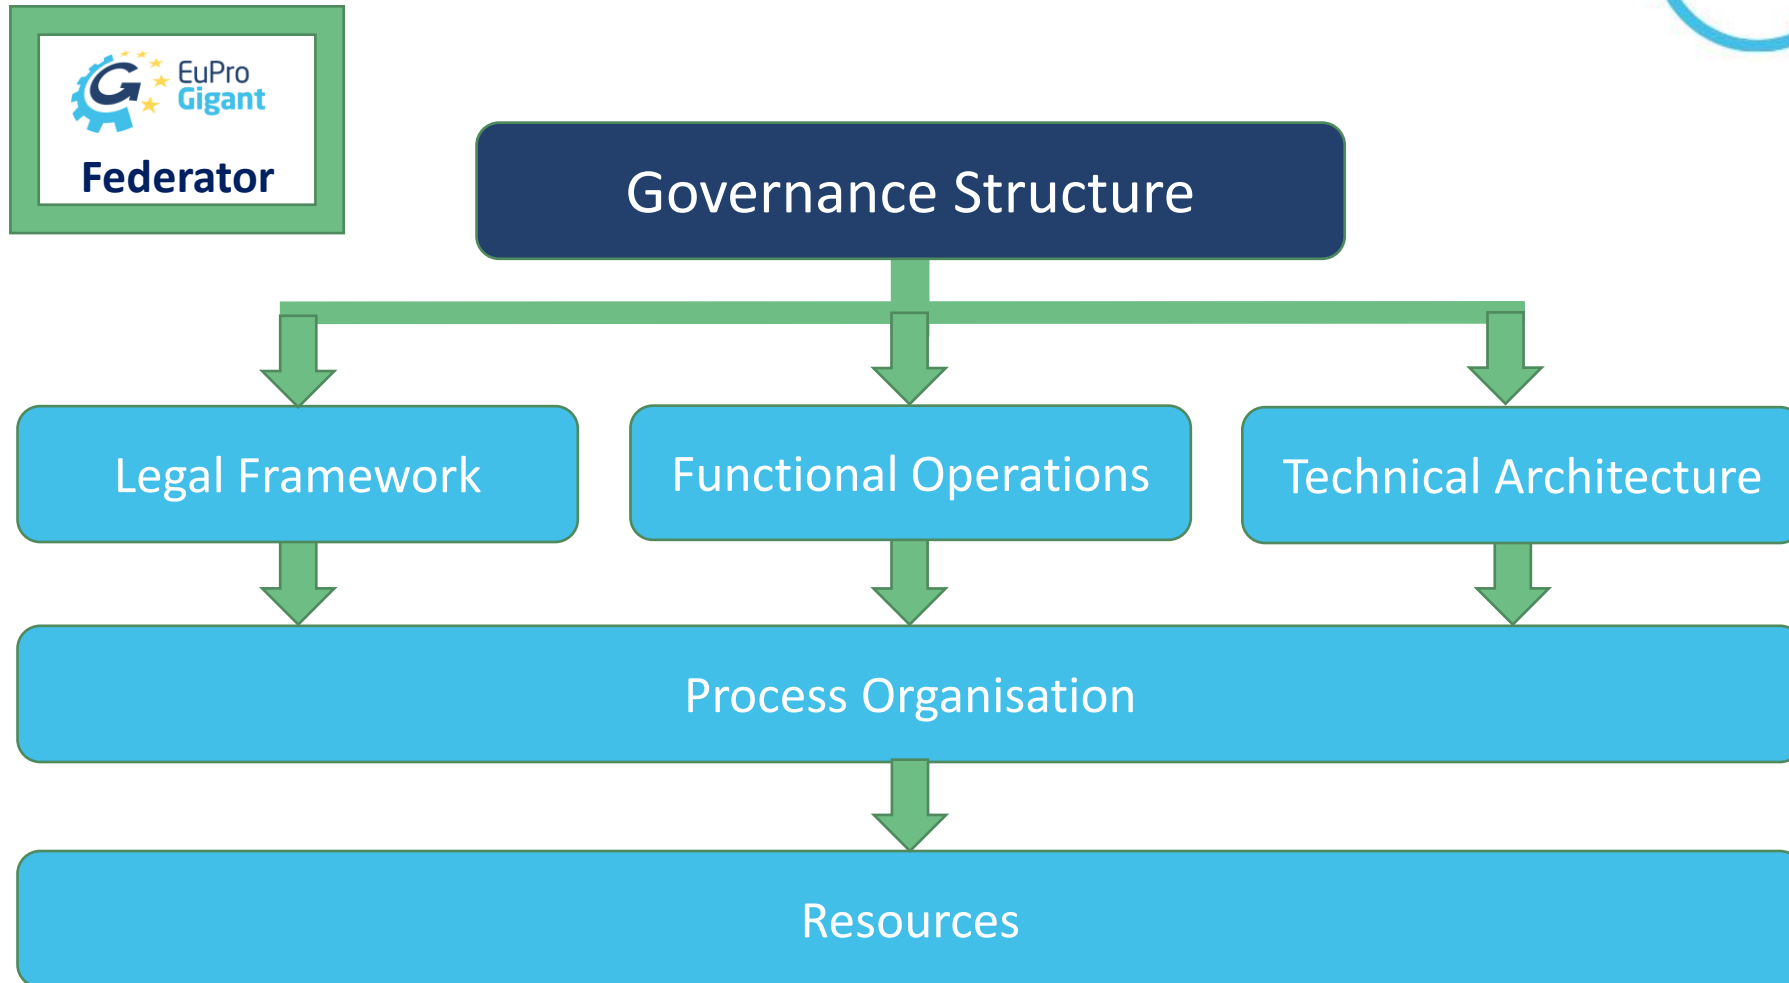 EuPro
Gigant
Federator
Governance Structure
Legal Framework
Functional Operations
Technical Architecture
Process Organisation
Resources